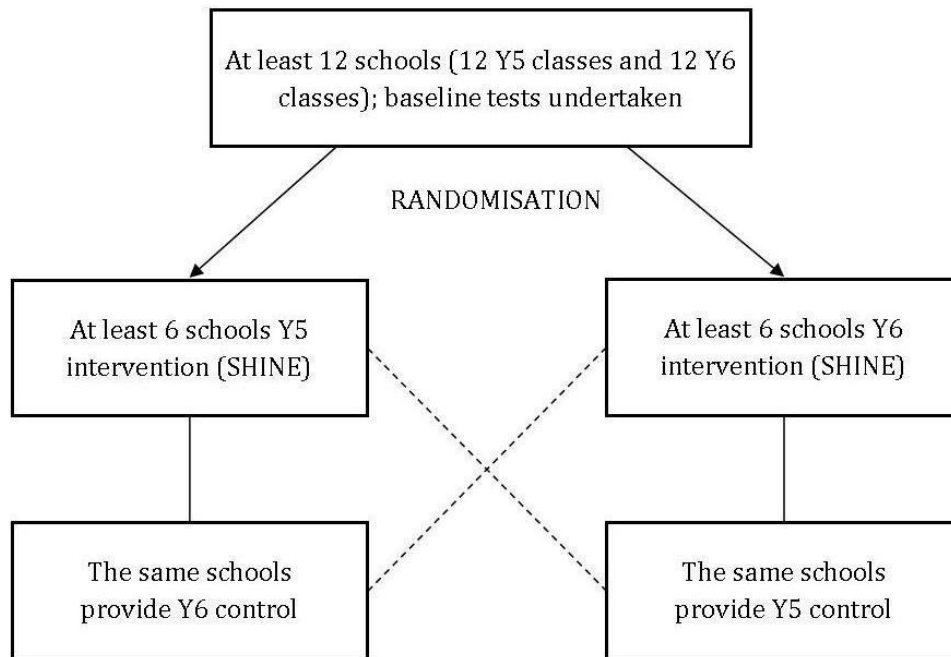 At least 12 schools (12 Y5 classes and 12 Y6
classes); baseline tests undertaken
RANDOMISATION
At least 6 schools Y5
intervention (SHINE)
At least 6 schools Y6
intervention (SHINE)
The same schools
provide Y6 control
The same schools
provide Y5 control